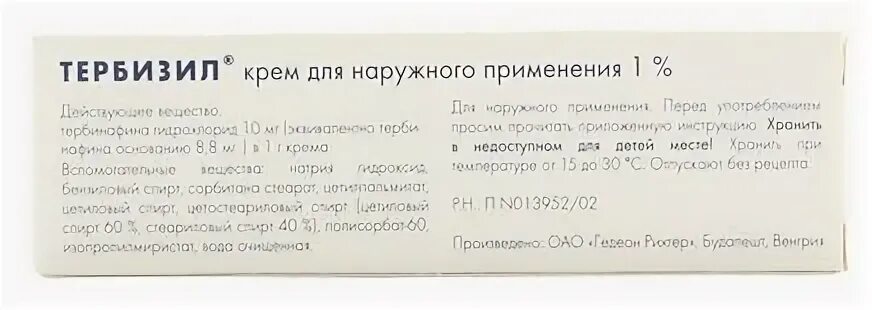 ТЕРБИЗИЛ® крем для наружного применения 1 %
Действующее вещество:
тербинафина гидрохлорид 10 мг (эквивалентно терби
нафина основанию 8,8 мг) в 1 г крема
Вспомогательные вещества: натрия гидроксид,
бензиловый спирт, сорбитана стеарат, цетилпальмитат,
цетиловый спирт, цетостеариловый спирт (цетиловый
спирт 60 %, стеариловый спирт 40 %), полисорбат-60,
изопропилмиристат, вода очищенная.
Для наружного применения. Перед употреблением
просим прочитать приложенную инструкцию. Хранить
в недоступном для детей месте! Хранить при
температуре от 15 до 30 °C. Отпускают без рецепта.
Р.Н.: П N013952/02
Произведено: ОАО «Гедеон Рихтер», Будапешт, Венгрия